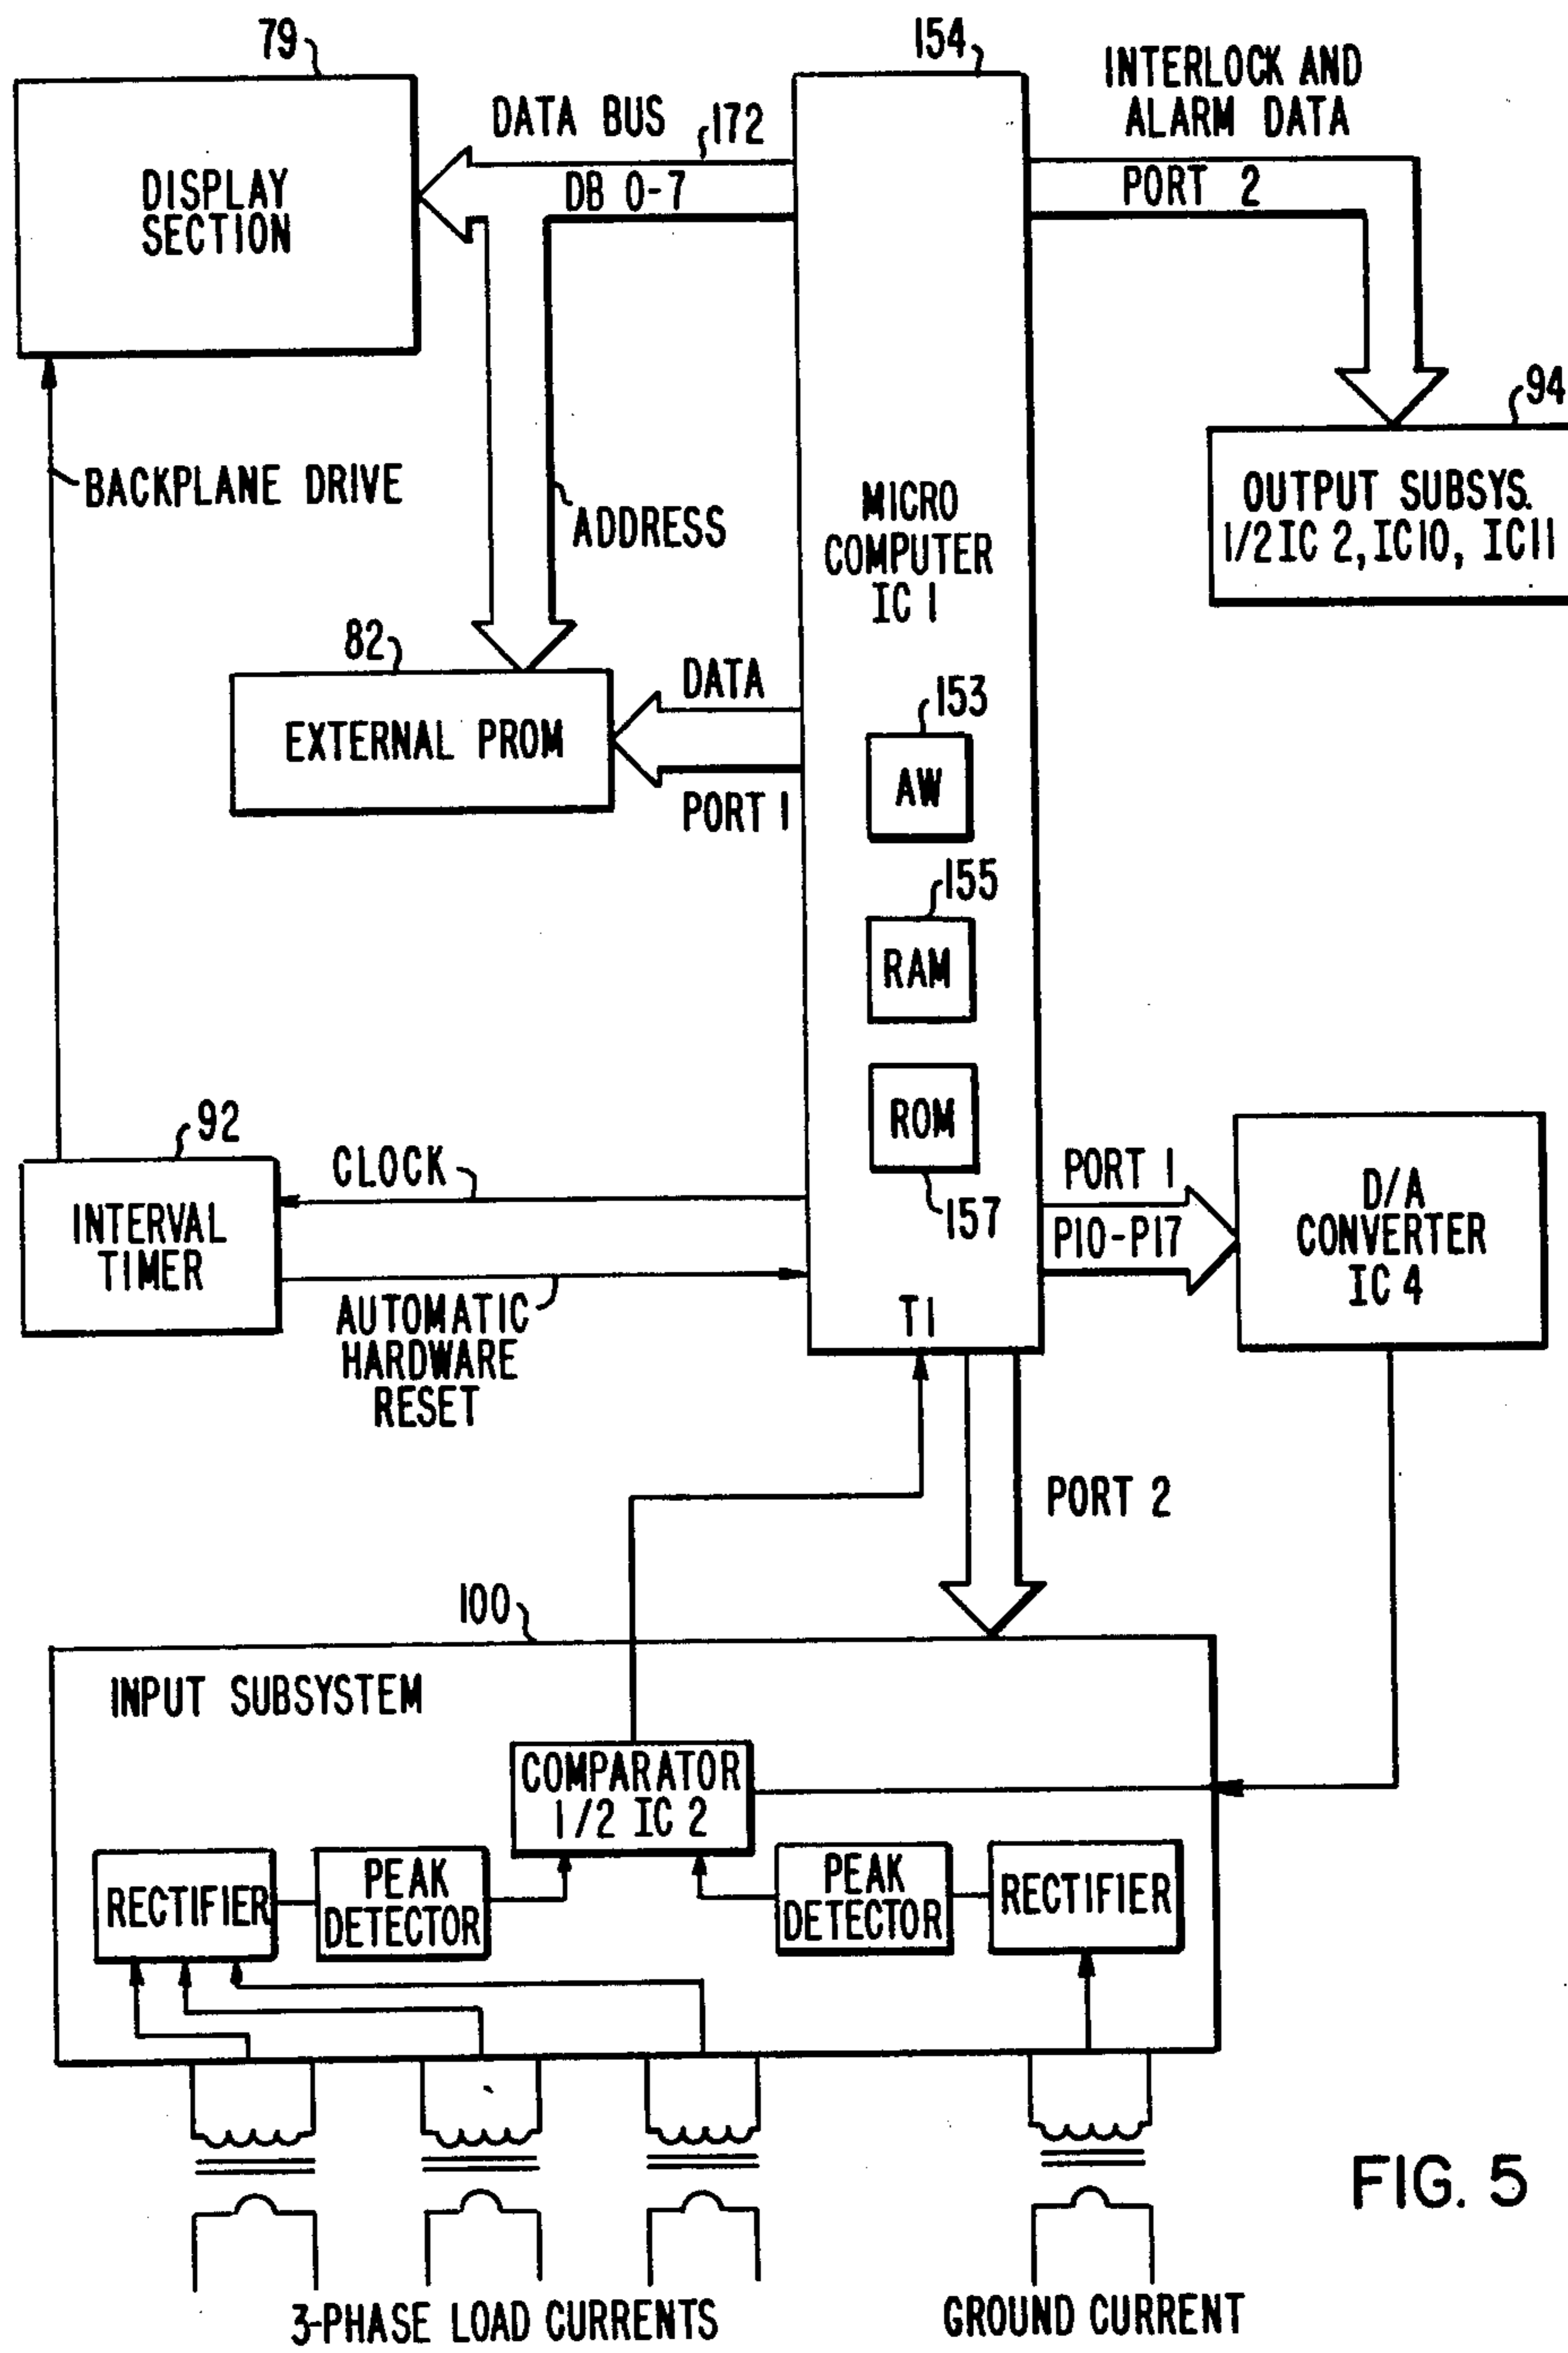 79
154
INTERLOCK AND
ALARM DATA
DATA BUS
172
DB 0-7
PORT 2
DISPLAY
SECTION
94
BACKPLANE DRIVE
ADDRESS
MICRO
COMPUTER
IC 1
OUTPUT SUBSYS.
1/2 IC 2, IC10, IC11
82
DATA
EXTERNAL PROM
PORT 1
153
AW
155
RAM
ROM
157
92
CLOCK
INTERVAL
TIMER
AUTOMATIC
HARDWARE
RESET
PORT 1
P10-P17
D/A
CONVERTER
IC 4
T1
PORT 2
100
INPUT SUBSYSTEM
COMPARATOR
1/2 IC 2
RECTIFIER
PEAK
DETECTOR
PEAK
DETECTOR
RECTIFIER
FIG. 5
3-PHASE LOAD CURRENTS
GROUND CURRENT